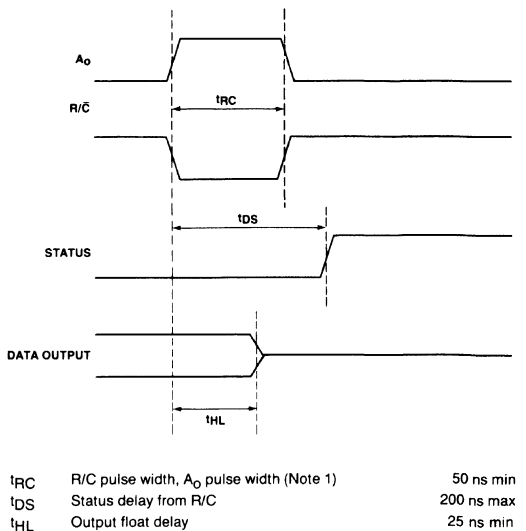 A₀
R/C̄
tRC
tDS
STATUS
DATA OUTPUT
tHL
tRC R/C pulse width, A₀ pulse width (Note 1) 50 ns min
tDS Status delay from R/C 200 ns max
tHL Output float delay 25 ns min